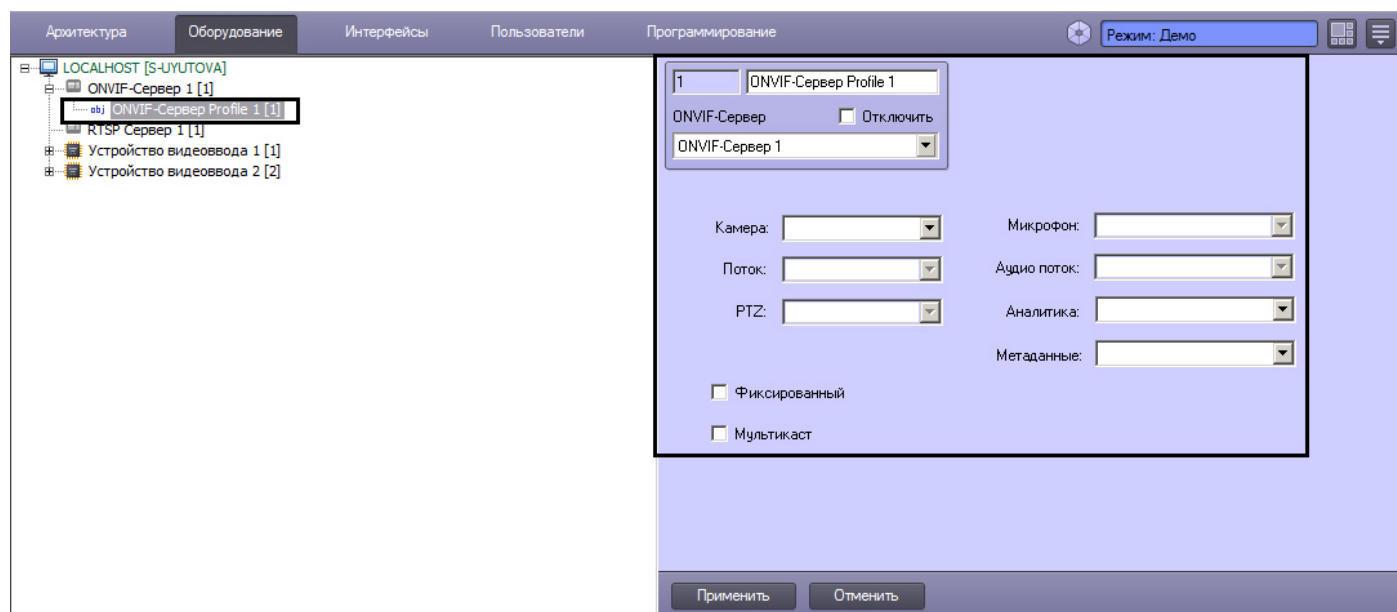 Архитектура Оборудование Интерфейсы Пользователи Программирование Режим: Демо
LOCALHOST [S-UYUTOVA]
ONVIF-Сервер 1 [1]
obj ONVIF-Сервер Profile 1 [1]
RTSP Сервер 1 [1]
Устройство видеоввода 1 [1]
Устройство видеоввода 2 [2]
1 ONVIF-Сервер Profile 1
ONVIF-Сервер Отключить
ONVIF-Сервер 1
Камера: Микрофон:
Поток: Аудио поток:
PTZ: Аналитика:
Метаданные:
Фиксированный
Мультикаст
Применить Отменить